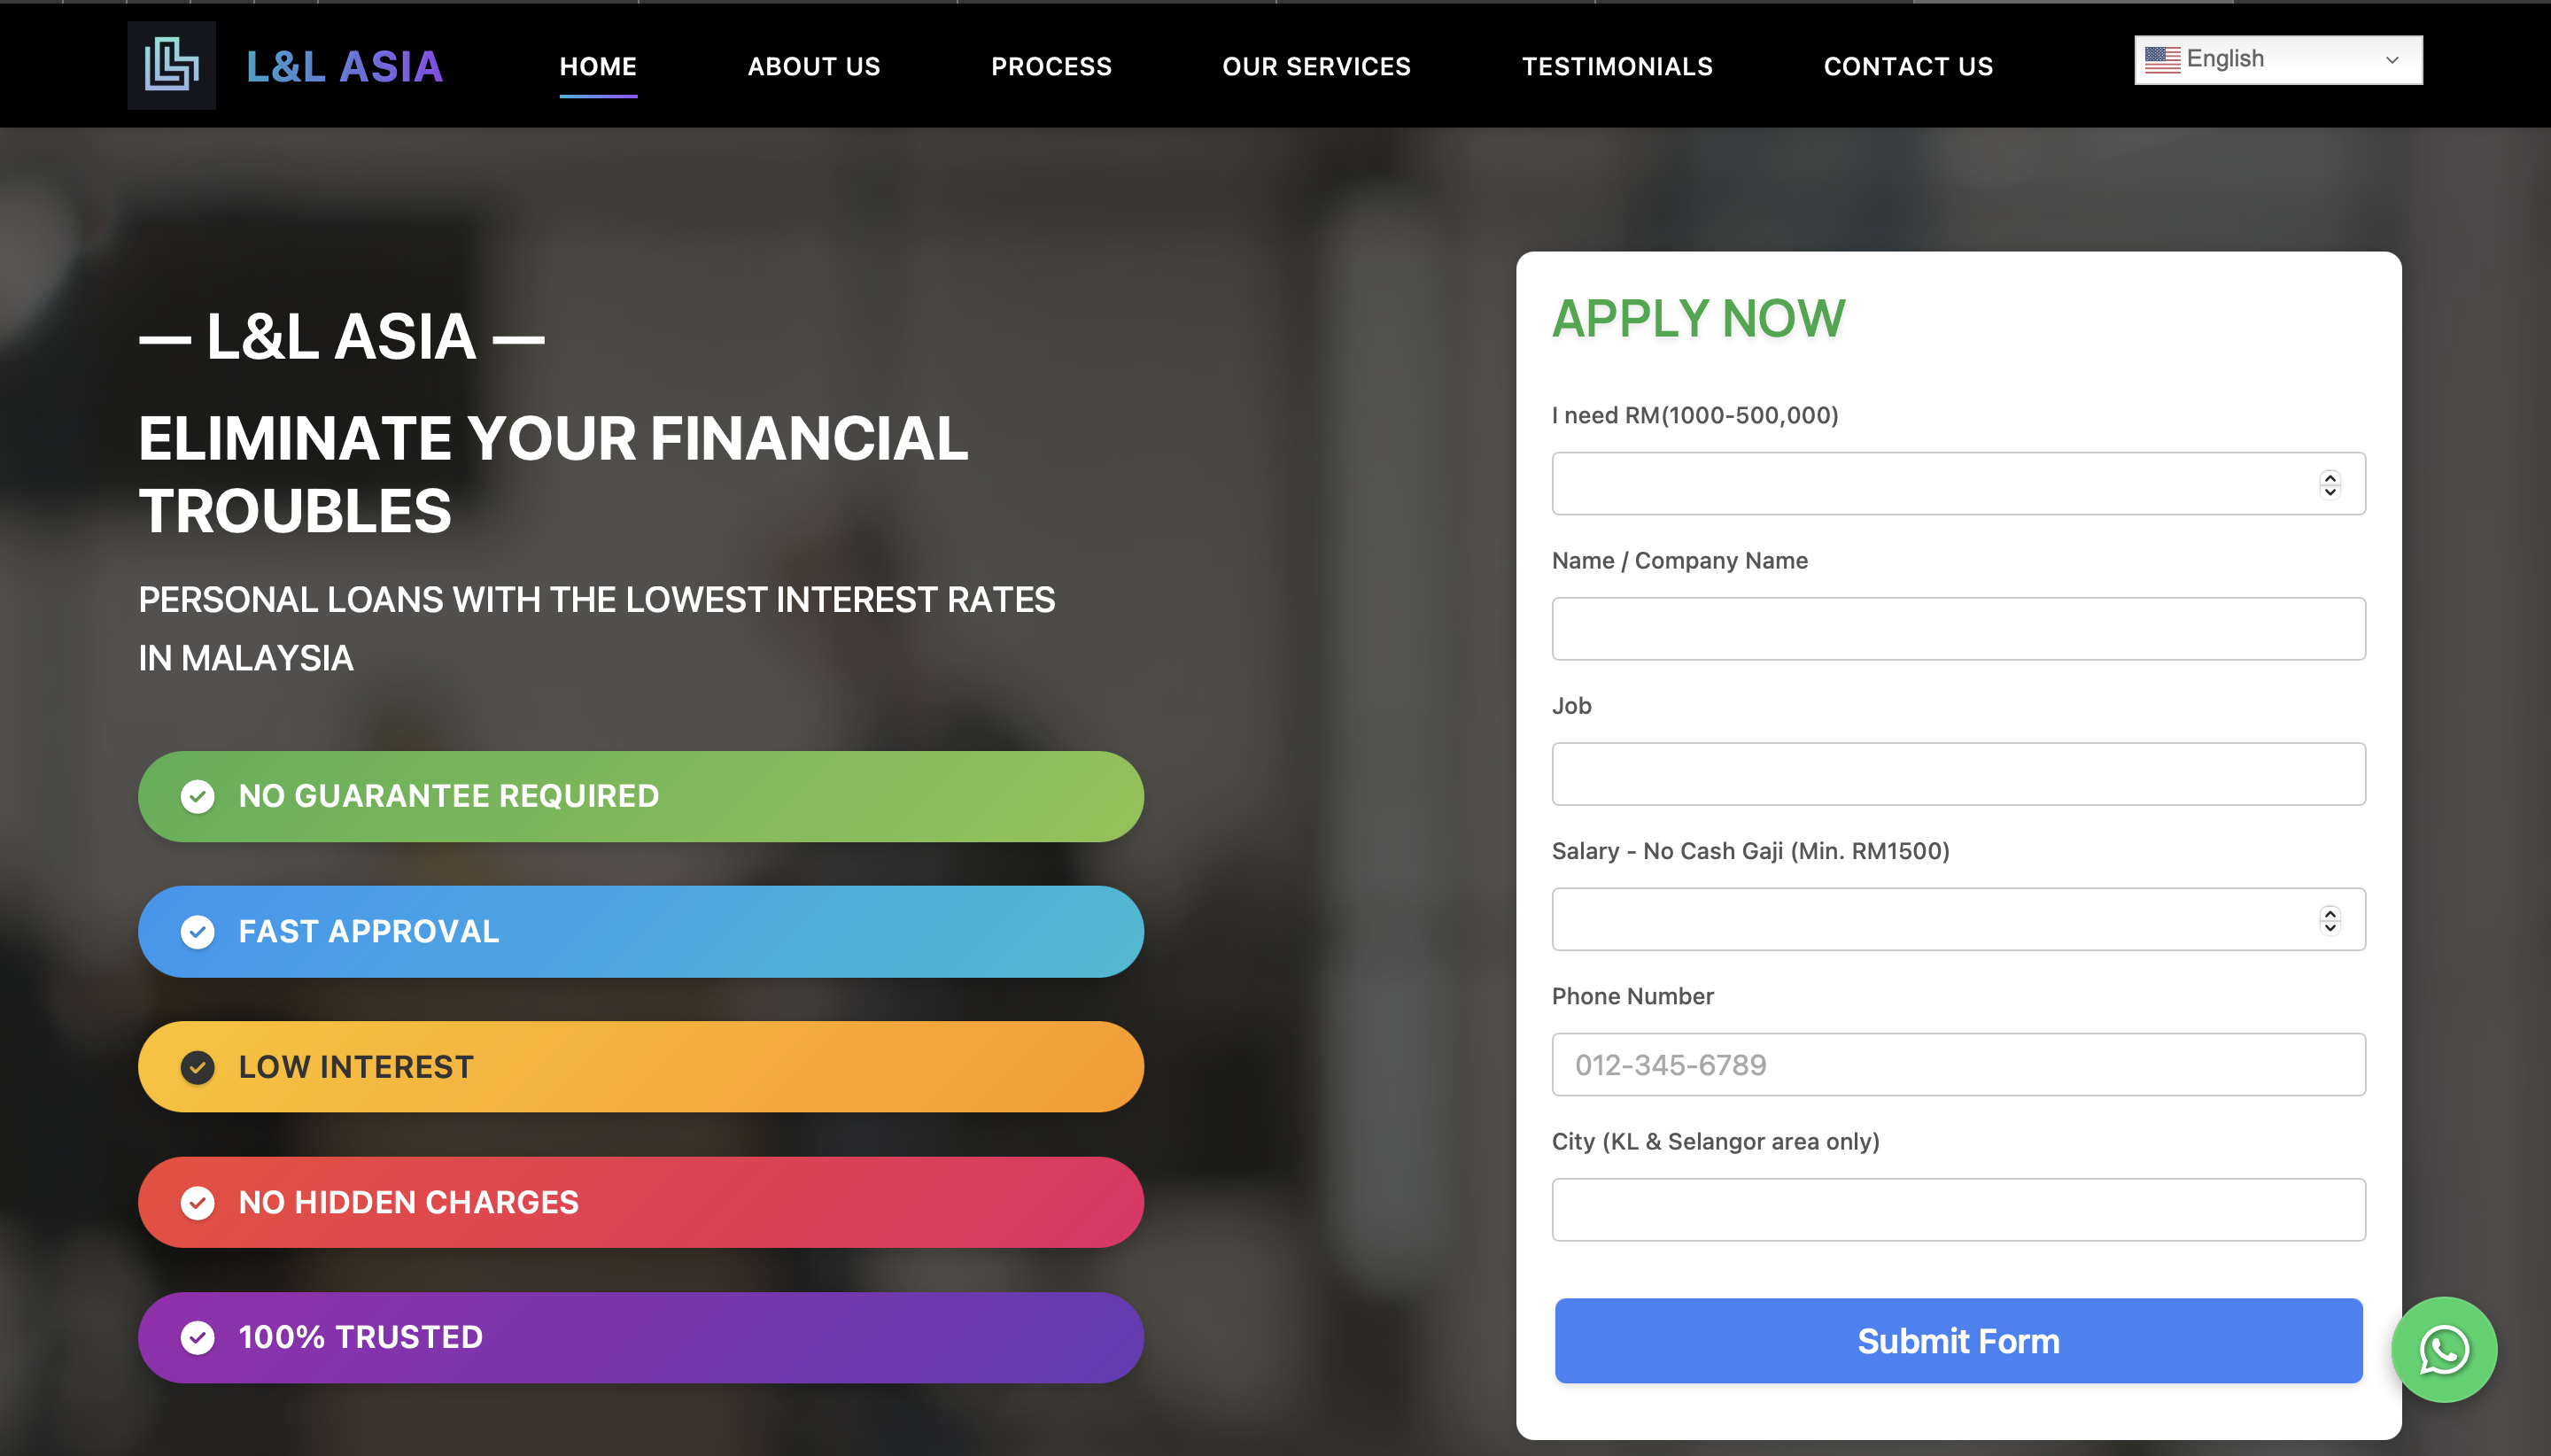 L&L ASIA
HOME
ABOUT US
PROCESS
OUR SERVICES
TESTIMONIALS
CONTACT US
English
— L&L ASIA —
ELIMINATE YOUR FINANCIAL
TROUBLES
PERSONAL LOANS WITH THE LOWEST INTEREST RATES
IN MALAYSIA
NO GUARANTEE REQUIRED
FAST APPROVAL
LOW INTEREST
NO HIDDEN CHARGES
100% TRUSTED
APPLY NOW
I need RM(1000-500,000)
Name / Company Name
Job
Salary - No Cash Gaji (Min. RM1500)
Phone Number
012-345-6789
City (KL & Selangor area only)
Submit Form